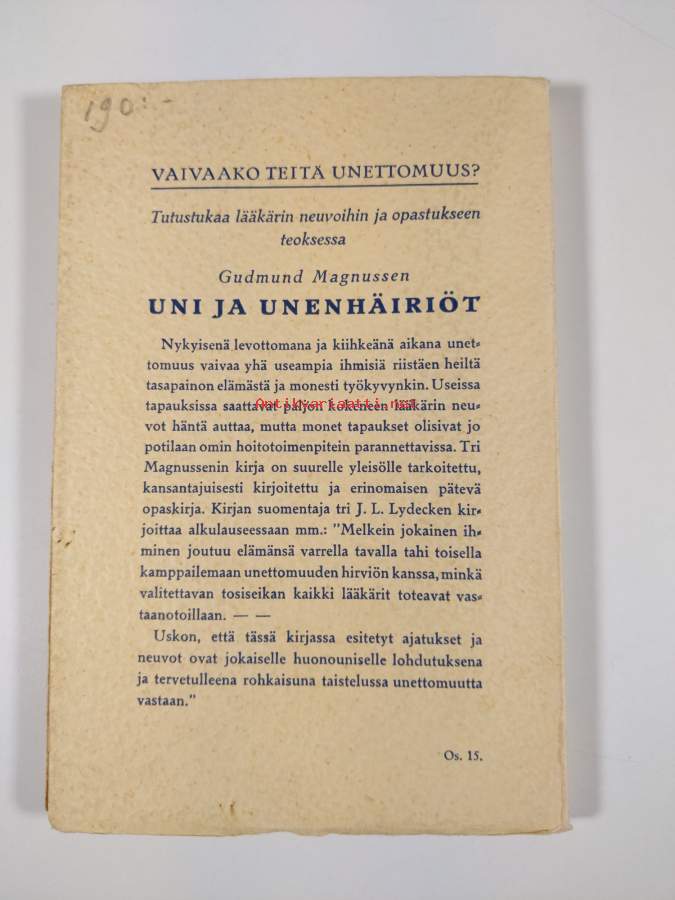 190:-
VAIVAAKO TEITÄ UNETTOMUUS?
Tutustukaa lääkärin neuvoihin ja opastukseen
teoksessa
Gudmund Magnussen
UNI JA UNENHÄIRIÖT
Nykyisenä levottomana ja kiihkeänä aikana unet-
tomuus vaivaa yhä useampia ihmisiä riistäen heiltä
tasapainon elämästä ja monesti työkyvynkin. Useissa
tapauksissa saattavat paljon kokeneen lääkärin neu-
Antikvariaatti.net
vot häntä auttaa, mutta monet tapaukset olisivat jo
potilaan omin hoitotoimenpitein parannettavissa. Tri
Magnussenin kirja on suurelle yleisölle tarkoitettu,
kansantajuisesti kirjoitettu ja erinomaisen pätevä
opaskirja. Kirjan suomentaja tri J. L. Lydecken kir-
joittaa alkulauseessaan mm.: "Melkein jokainen ih-
minen joutuu elämänsä varrella tavalla tahi toisella
kamppailemaan unettomuuden hirviön kanssa, minkä
valitettavan tosiseikan kaikki lääkärit toteavat vas-
taanotoillaan. — —
Uskon, että tässä kirjassa esitetyt ajatukset ja
neuvot ovat jokaiselle huonouniselle lohdutuksena
ja tervetulleena rohkaisuna taistelussa unettomuutta
vastaan."
Os. 15.